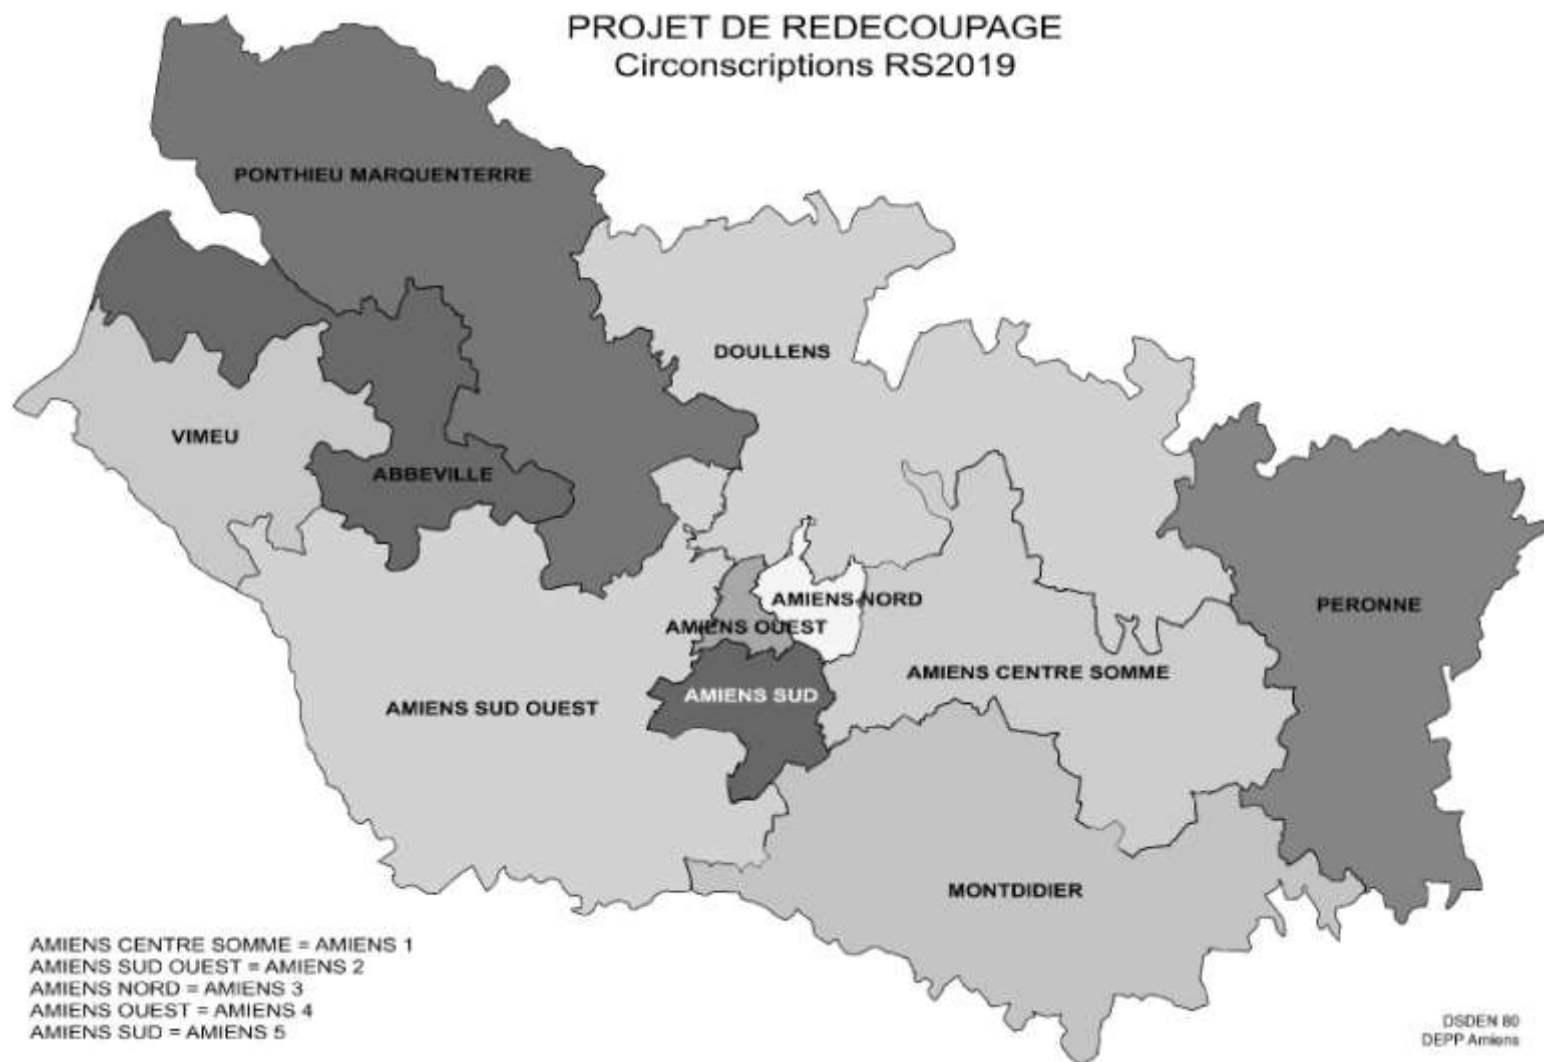 PROJET DE REDECOUPAGE
Circonscriptions RS2019
PONTHIEU MARQUENTERRE
DOULLENS
VIMEU
ABBEVILLE
AMIENS NORD
PERONNE
AMIENS OUEST
AMIENS CENTRE SOMME
AMIENS SUD
AMIENS SUD OUEST
MONTDIDIER
AMIENS CENTRE SOMME = AMIENS 1
AMIENS SUD OUEST = AMIENS 2
AMIENS NORD = AMIENS 3
AMIENS OUEST = AMIENS 4
AMIENS SUD = AMIENS 5
DSDEN 80
DEPP Amiens